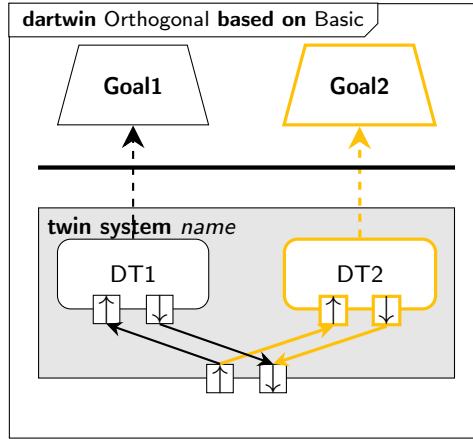 dartwin Orthogonal based on Basic
Goal1 Goal2
twin system name
DT1 DT2